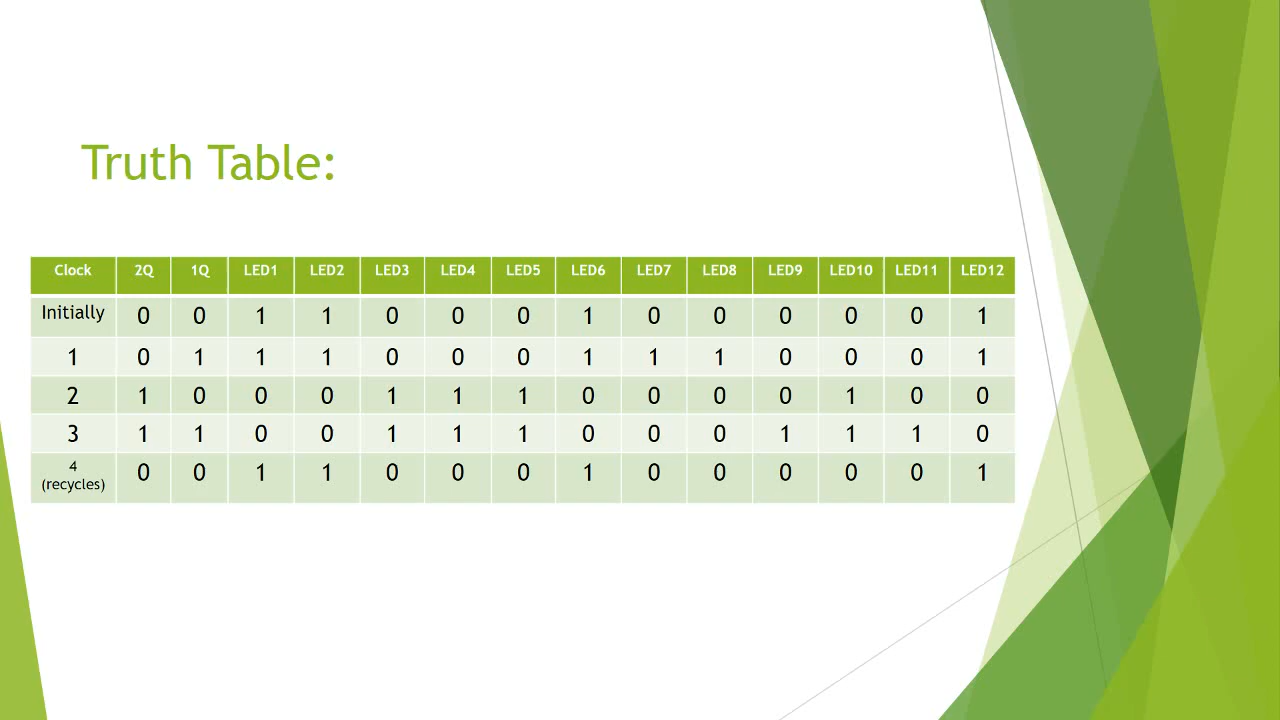 Truth Table:
Clock 2Q 1Q LED1 LED2 LED3 LED4 LED5 LED6 LED7 LED8 LED9 LED10 LED11 LED12
Initially 0 0 1 1 0 0 0 1 0 0 0 0 0 1
1 0 1 1 1 0 0 0 1 1 1 0 0 0 1
2 1 0 0 0 1 1 1 0 0 0 0 1 0 0
3 1 1 0 0 1 1 1 0 0 0 1 1 1 0
4
(recycles) 0 0 1 1 0 0 0 1 0 0 0 0 0 1